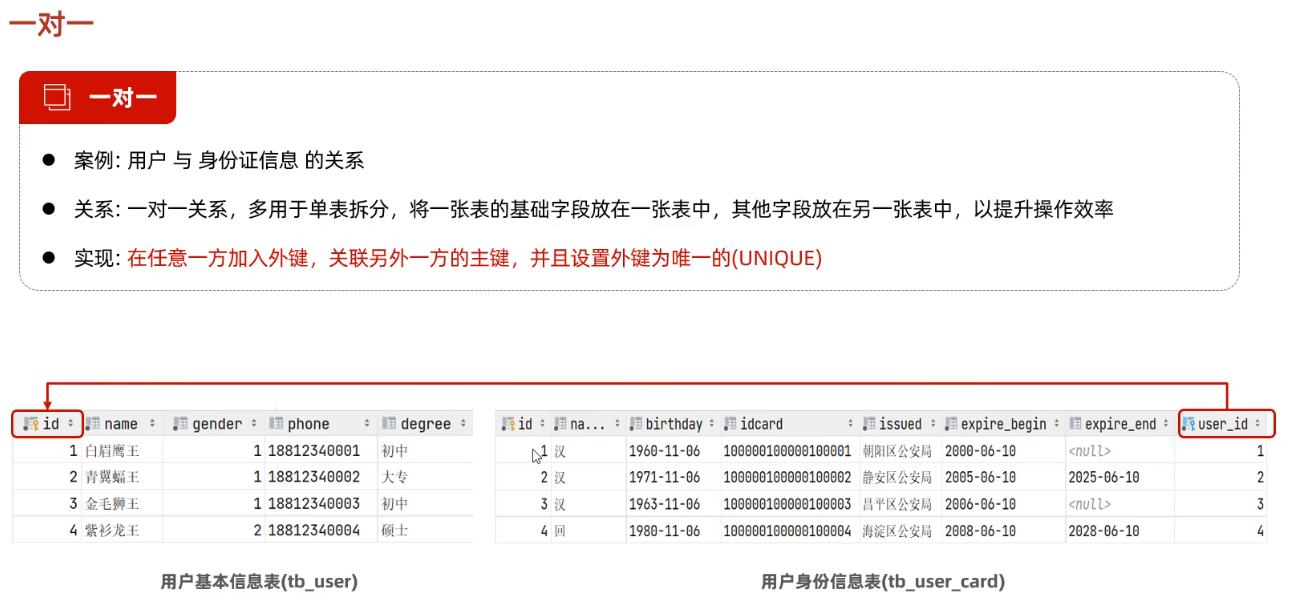 一对一
一对一
案例: 用户 与 身份证信息 的关系
关系: 一对一关系，多用于单表拆分，将一张表的基础字段放在一张表中，其他字段放在另一张表中，以提升操作效率
实现: 在任意一方加入外键，关联另外一方的主键，并且设置外键为唯一的(UNIQUE)
id name gender phone degree
1 白眉鹰王 1 18812340001 初中
2 青翼蝠王 1 18812340002 大专
3 金毛狮王 1 18812340003 初中
4 紫衫龙王 2 18812340004 硕士
用户基本信息表(tb_user)
id na... birthday idcard issued expire_begin expire_end user_id
1 汉 1960-11-06 100000100000100001 朝阳区公安局 2000-06-10 <null> 1
2 汉 1971-11-06 100000100000100002 静安区公安局 2005-06-10 2025-06-10 2
3 汉 1963-11-06 100000100000100003 昌平区公安局 2006-06-10 <null> 3
4 回 1980-11-06 100000100000100004 海淀区公安局 2008-06-10 2028-06-10 4
用户身份信息表(tb_user_card)